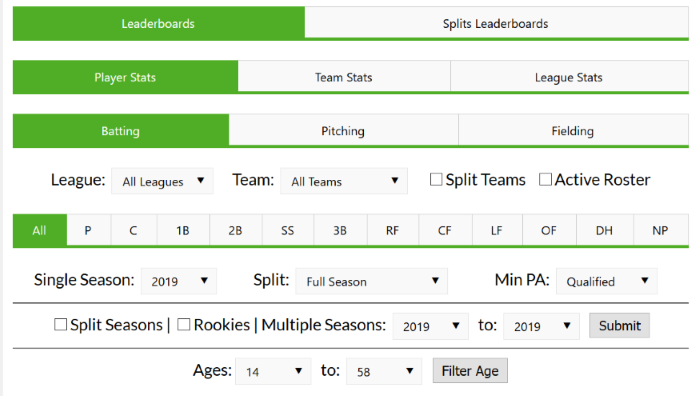 Leaderboards Splits Leaderboards
Player Stats Team Stats League Stats
Batting Pitching Fielding
League: All Leagues Team: All Teams Split Teams Active Roster
All P C 1B 2B SS 3B RF CF LF OF DH NP
Single Season: 2019 Split: Full Season Min PA: Qualified
Split Seasons | Rookies | Multiple Seasons: 2019 to: 2019 Submit
Ages: 14 to: 58 Filter Age